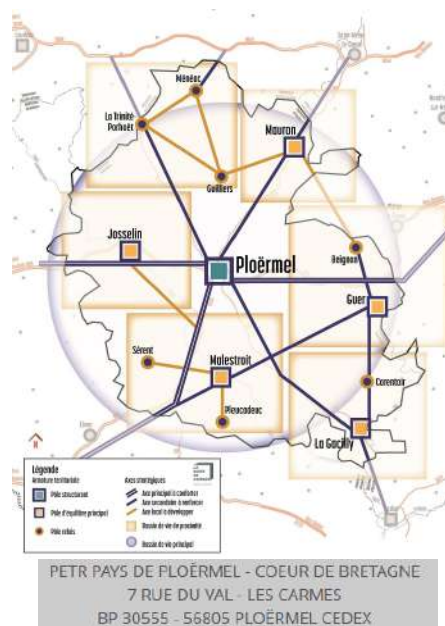 Ménéac
La Trinité
Porhoët
Mauron
Guilliers
Josselin
Ploërmel
Beignon
Guer
Sérent
Malestroit
Pleucadeuc
Carentoir
La Gacilly
Légende
Armature territoriale
Pôle structurant
Pôle d'équilibre principal
Pôle relais
Axes stratégiques
Axe principal à conforter
Axe secondaire à renforcer
Axe local à développer
Bassin de vie de proximité
Bassin de vie principal
PETR PAYS DE PLOËRMEL - COEUR DE BRETAGNE
7 RUE DU VAL - LES CARMES
BP 30555 - 56805 PLOËRMEL CEDEX